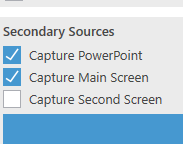 Secondary Sources
Capture PowerPoint
Capture Main Screen
Capture Second Screen